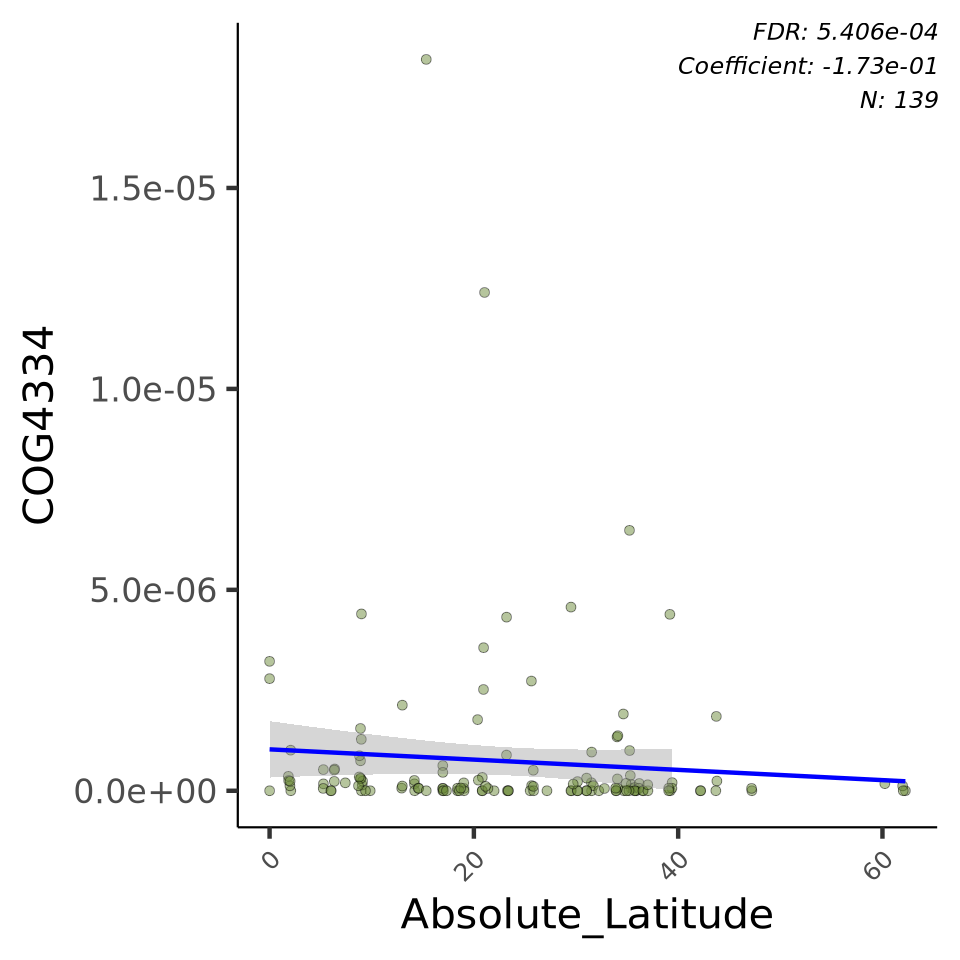 FDR: 5.406e-04
Coefficient: -1.73e-01
N: 139
1.5e-05
1.0e-05
5.0e-06
0.0e+00
COG4334
0
20
40
60
Absolute_Latitude